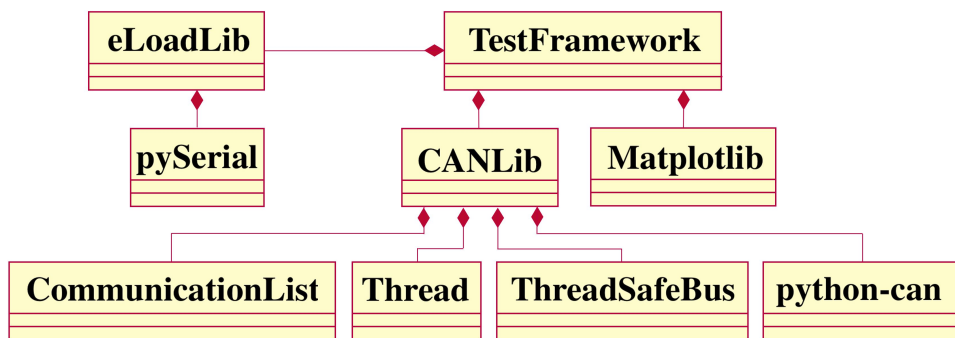 eLoadLib
TestFramework
pySerial
CANLib
Matplotlib
CommunicationList
Thread
ThreadSafeBus
python-can